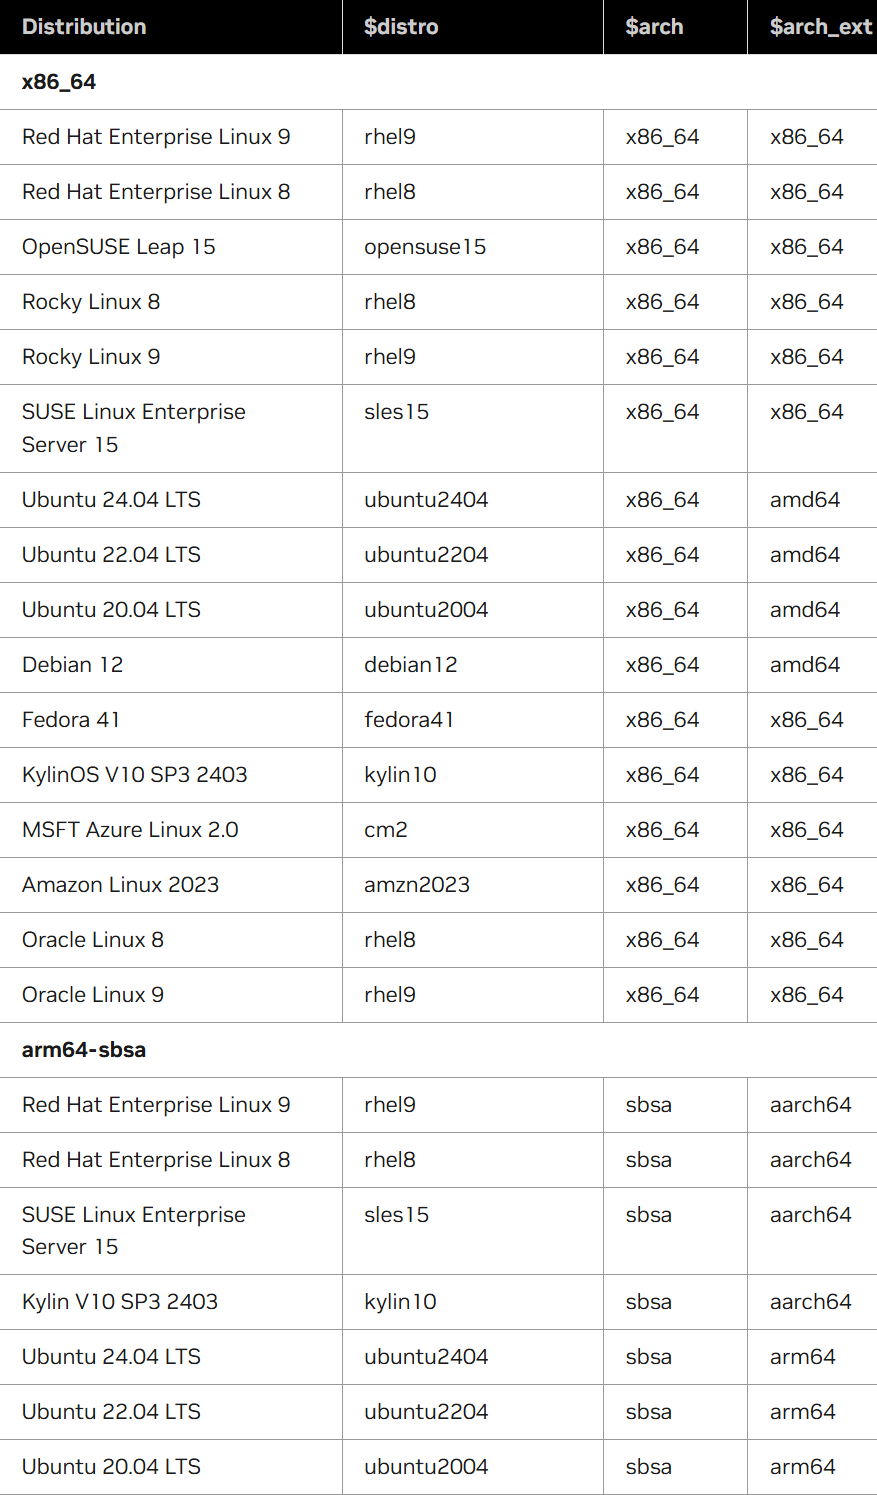 Distribution $distro $arch $arch_ext
x86_64
Red Hat Enterprise Linux 9 rhel9 x86_64 x86_64
Red Hat Enterprise Linux 8 rhel8 x86_64 x86_64
OpenSUSE Leap 15 opensuse15 x86_64 x86_64
Rocky Linux 8 rhel8 x86_64 x86_64
Rocky Linux 9 rhel9 x86_64 x86_64
SUSE Linux Enterprise sles15 x86_64 x86_64
Server 15
Ubuntu 24.04 LTS ubuntu2404 x86_64 amd64
Ubuntu 22.04 LTS ubuntu2204 x86_64 amd64
Ubuntu 20.04 LTS ubuntu2004 x86_64 amd64
Debian 12 debian12 x86_64 amd64
Fedora 41 fedora41 x86_64 x86_64
KylinOS V10 SP3 2403 kylin10 x86_64 x86_64
MSFT Azure Linux 2.0 cm2 x86_64 x86_64
Amazon Linux 2023 amzn2023 x86_64 x86_64
Oracle Linux 8 rhel8 x86_64 x86_64
Oracle Linux 9 rhel9 x86_64 x86_64
arm64-sbsa
Red Hat Enterprise Linux 9 rhel9 sbsa aarch64
Red Hat Enterprise Linux 8 rhel8 sbsa aarch64
SUSE Linux Enterprise sles15 sbsa aarch64
Server 15
Kylin V10 SP3 2403 kylin10 sbsa aarch64
Ubuntu 24.04 LTS ubuntu2404 sbsa arm64
Ubuntu 22.04 LTS ubuntu2204 sbsa arm64
Ubuntu 20.04 LTS ubuntu2004 sbsa arm64